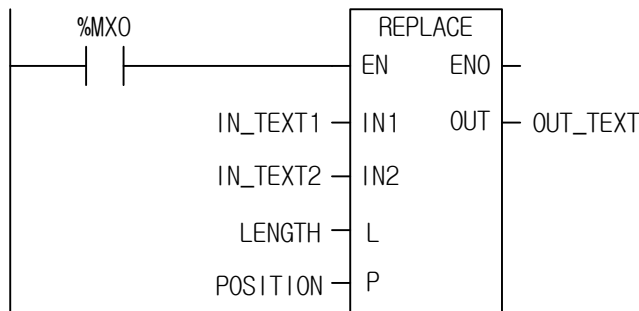 %MX0
REPLACE
EN ENO
IN_TEXT1 IN1 OUT OUT_TEXT
IN_TEXT2 IN2
LENGTH L
POSITION P